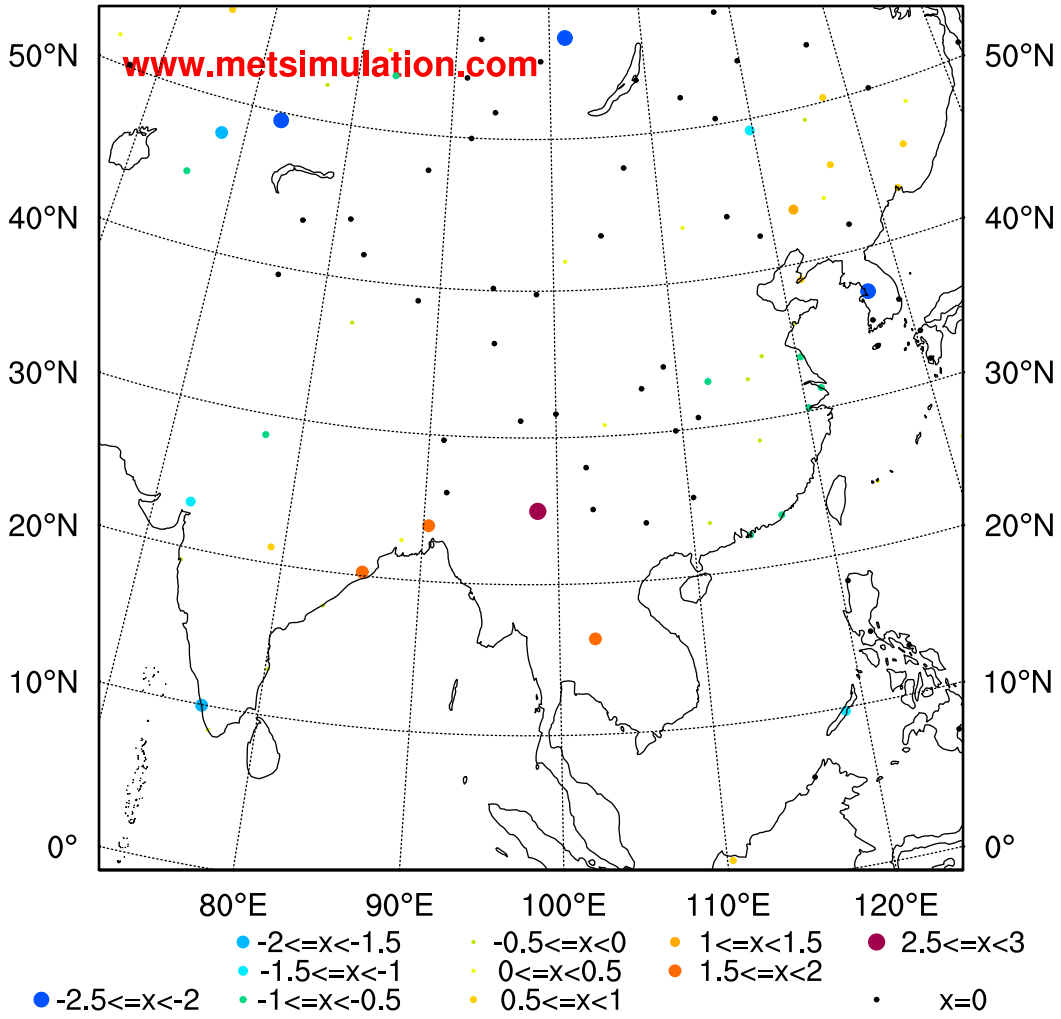 50°N 50°N
www.metsimulation.com
40°N 40°N
30°N 30°N
20°N 20°N
10°N 10°N
0° 0°
80°E 90°E 100°E 110°E 120°E
-2<=x<-1.5 -0.5<=x<0 1<=x<1.5 2.5<=x<3
-1.5<=x<-1 0<=x<0.5 1.5<=x<2
-2.5<=x<-2 -1<=x<-0.5 0.5<=x<1 x=0